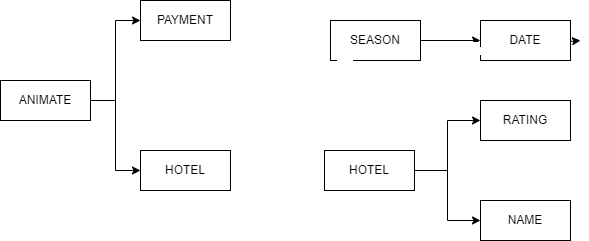 PAYMENT
SEASON
DATE
ANIMATE
RATING
HOTEL
HOTEL
NAME